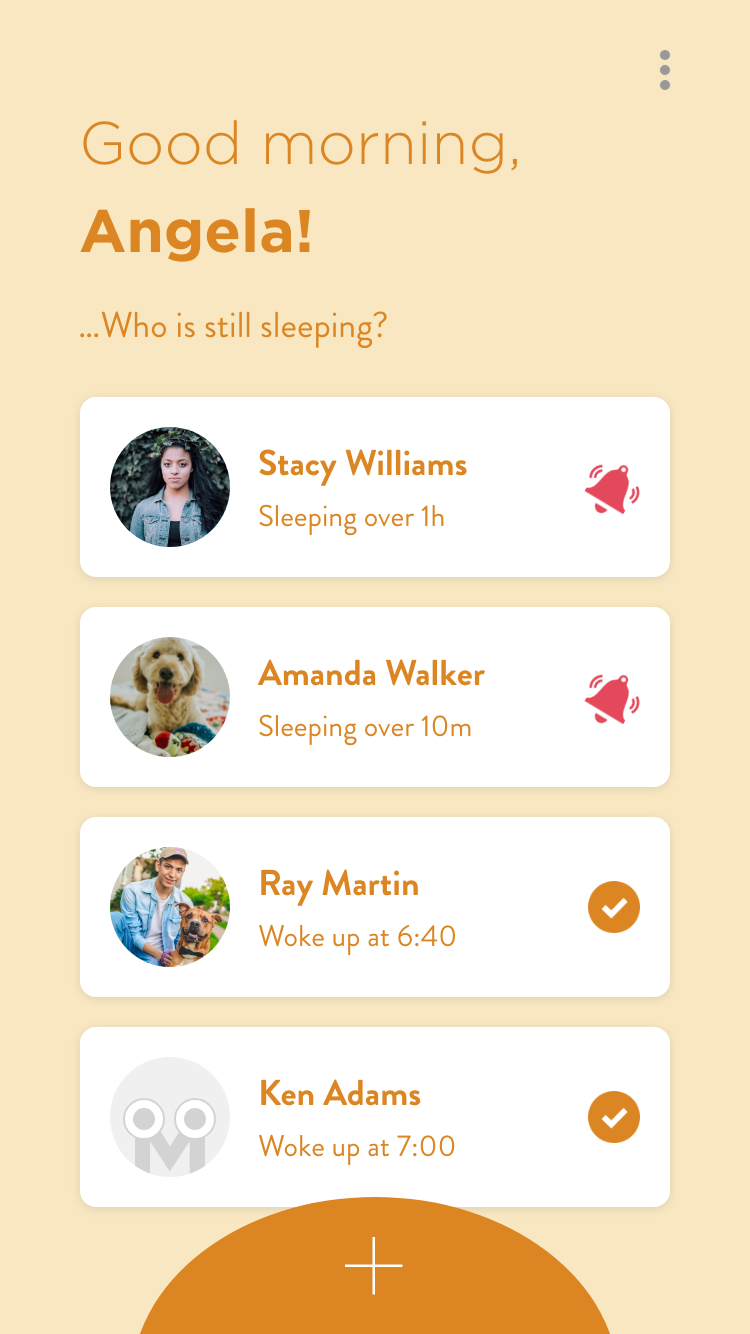 Good morning,
Angela!
...Who is still sleeping?
Stacy Williams
Sleeping over 1h
Amanda Walker
Sleeping over 10m
Ray Martin
Woke up at 6:40
Ken Adams
Woke up at 7:00